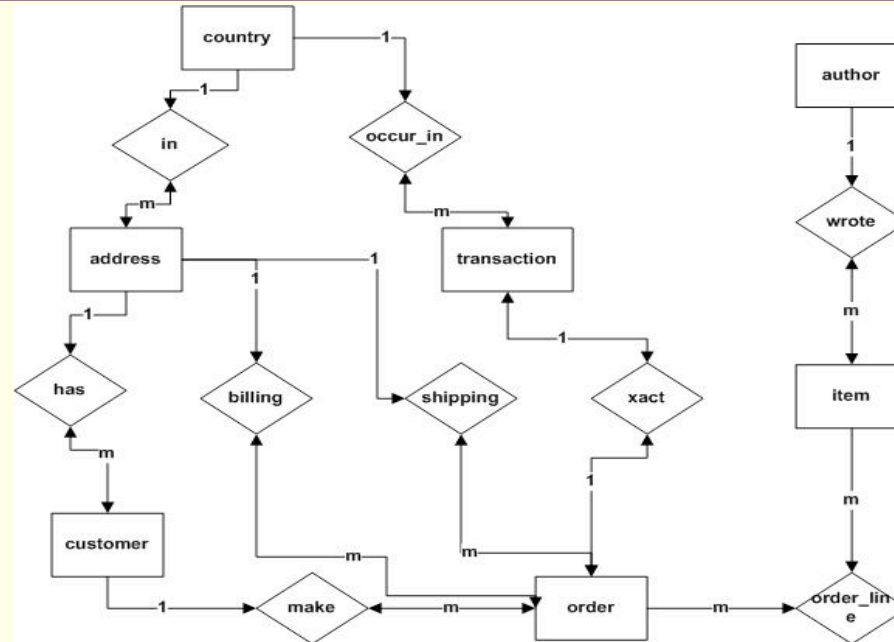 country
1
author
1
in
occur_in
1
wrote
m
m
address
transaction
1
1
1
1
m
has
billing
shipping
xact
item
m
1
m
customer
m
m
1
make
m
order
m
order_lin
e